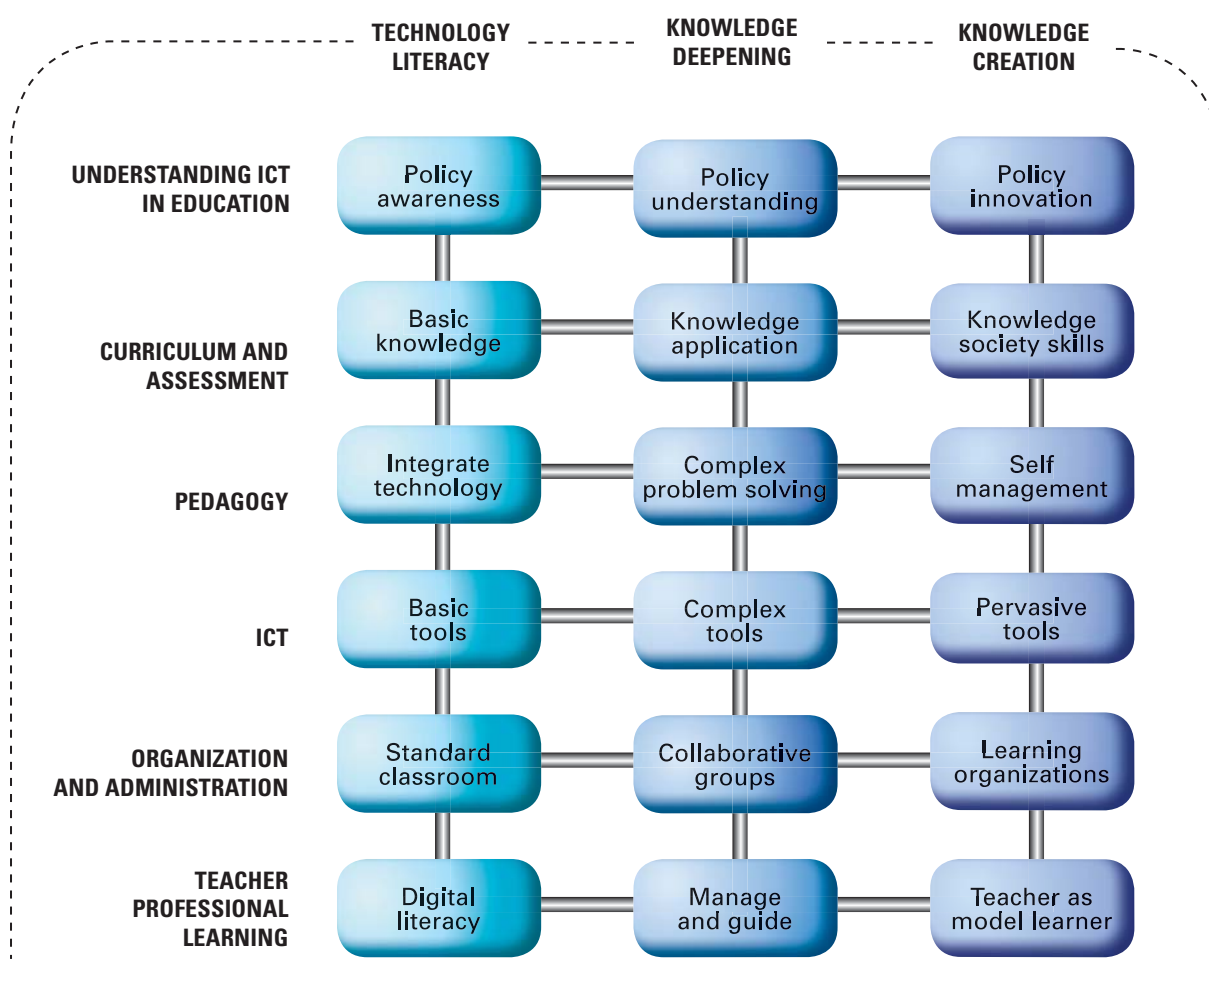 TECHNOLOGY
LITERACY
KNOWLEDGE
DEEPENING
KNOWLEDGE
CREATION
UNDERSTANDING ICT
IN EDUCATION
Policy
awareness
Policy
understanding
Policy
innovation
CURRICULUM AND
ASSESSMENT
Basic
knowledge
Knowledge
application
Knowledge
society skills
PEDAGOGY
Integrate
technology
Complex
problem solving
Self
management
ICT
Basic
tools
Complex
tools
Pervasive
tools
ORGANIZATION
AND ADMINISTRATION
Standard
classroom
Collaborative
groups
Learning
organizations
TEACHER
PROFESSIONAL
LEARNING
Digital
literacy
Manage
and guide
Teacher as
model learner